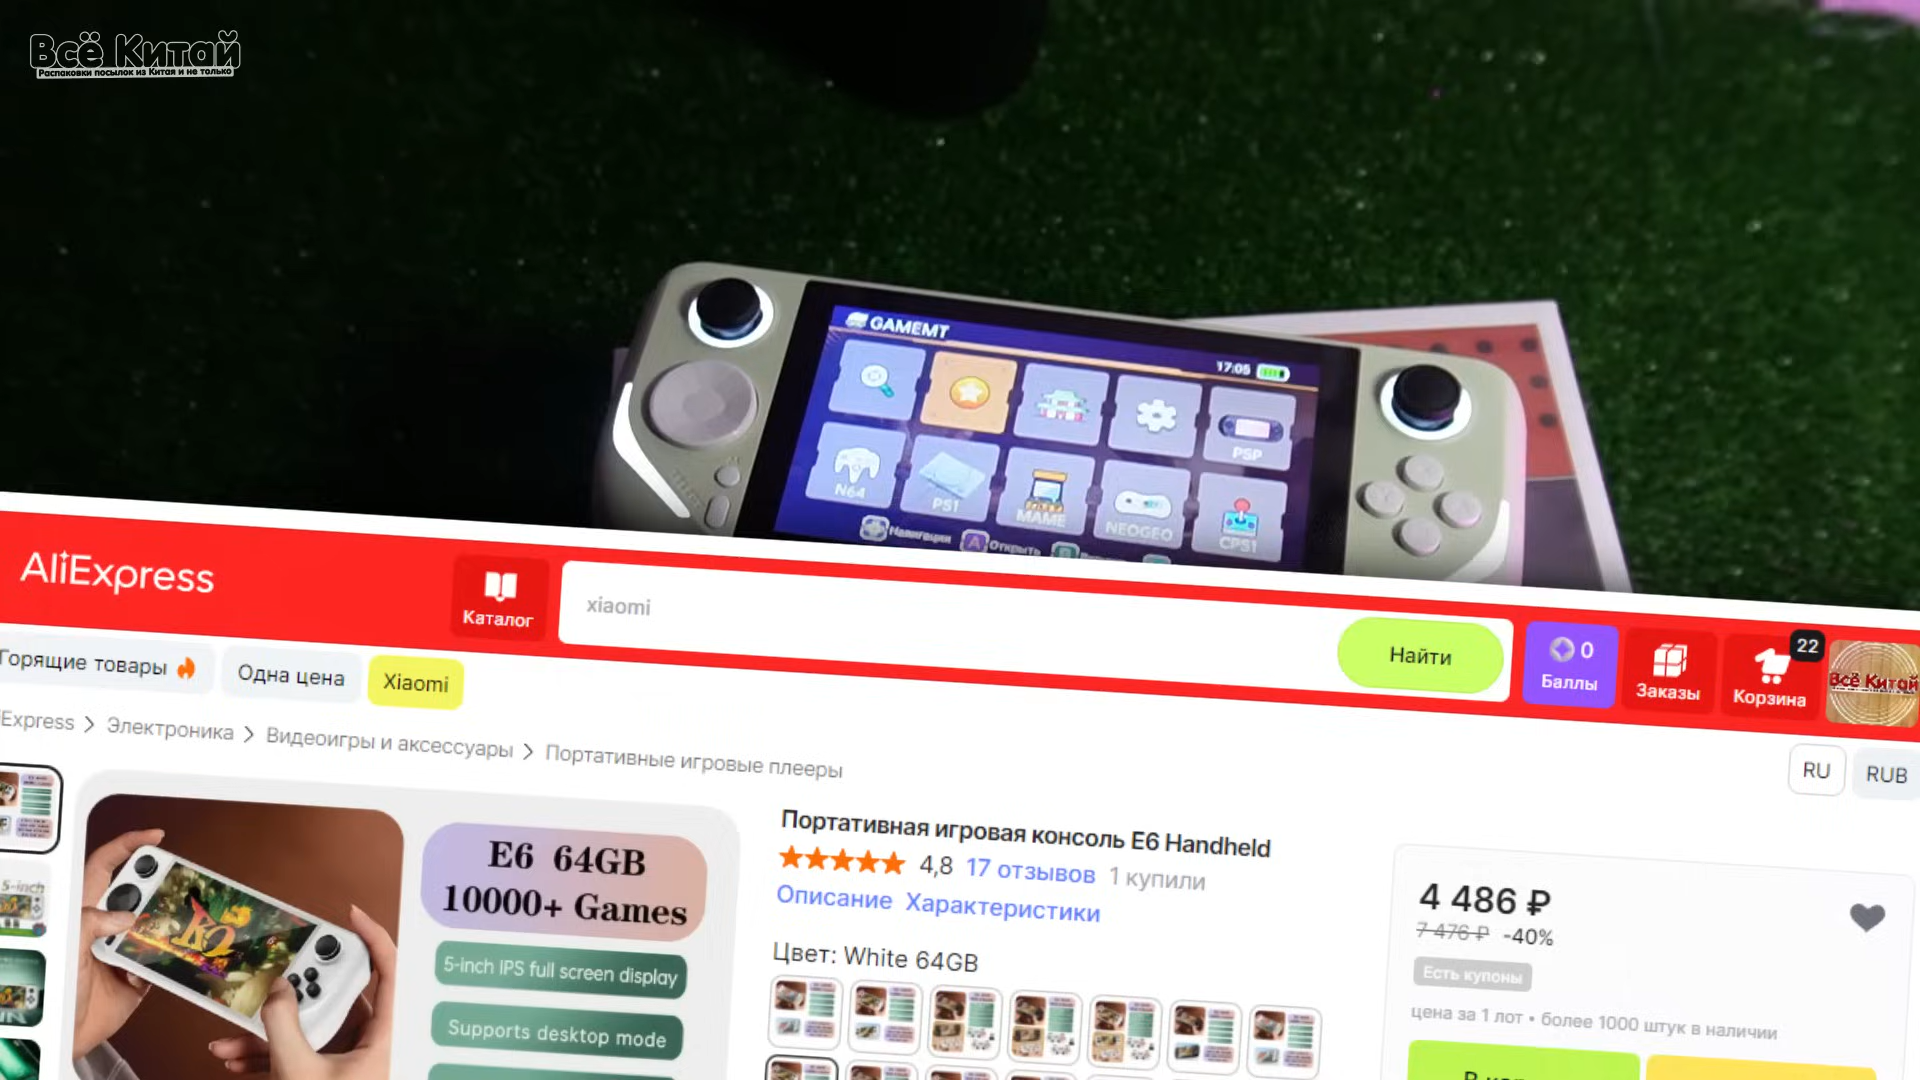 Всё Китай
Распаковки посылок из Китая и не только
GAMEMT
17:05
PSP
N64
PS1
MAME
NEOGEO
CPS1
Навигация
A
Открыть
AliExpress
Каталог
xiaomi
Найти
0
Баллы
Заказы
22
Корзина
Всё Китай
Горящие товары
Одна цена
Xiaomi
Express > Электроника > Видеоигры и аксессуары > Портативные игровые плееры
RU
RUB
E6 64GB
10000+ Games
5-inch IPS full screen display
Supports desktop mode
5-inch
Портативная игровая консоль E6 Handheld
4,8 17 отзывов 1 купили
Описание Характеристики
Цвет: White 64GB
4 486 ₽
7 476 ₽ -40%
Есть купоны
цена за 1 лот • более 1000 штук в наличии